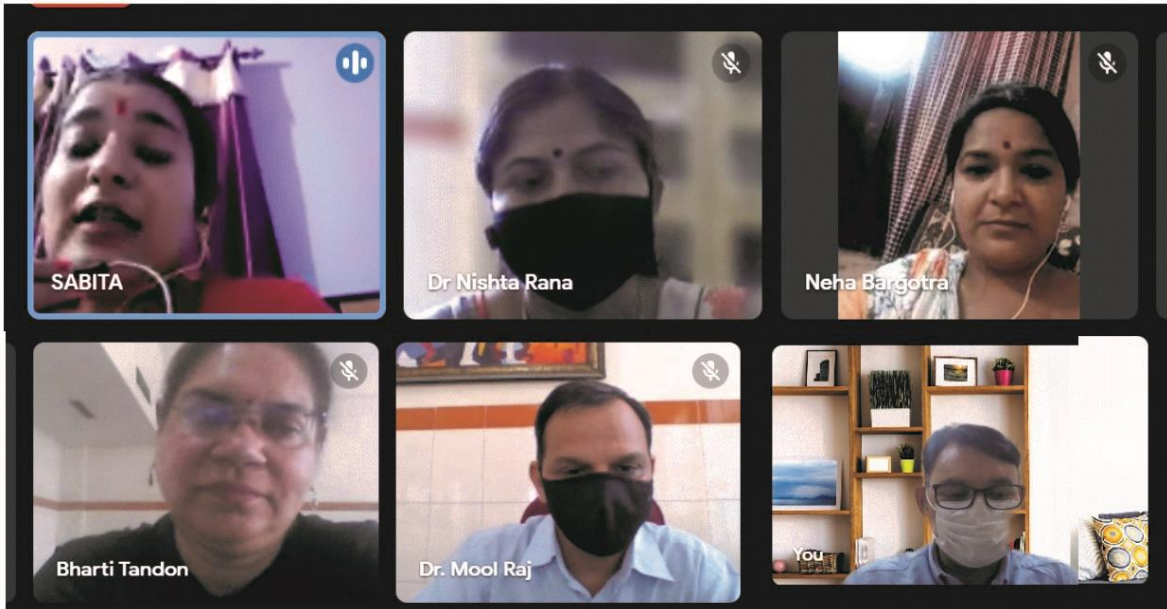 SABITA
Dr Nishta Rana
Neha Bargotra
Bharti Tandon
Dr. Mool Raj
You